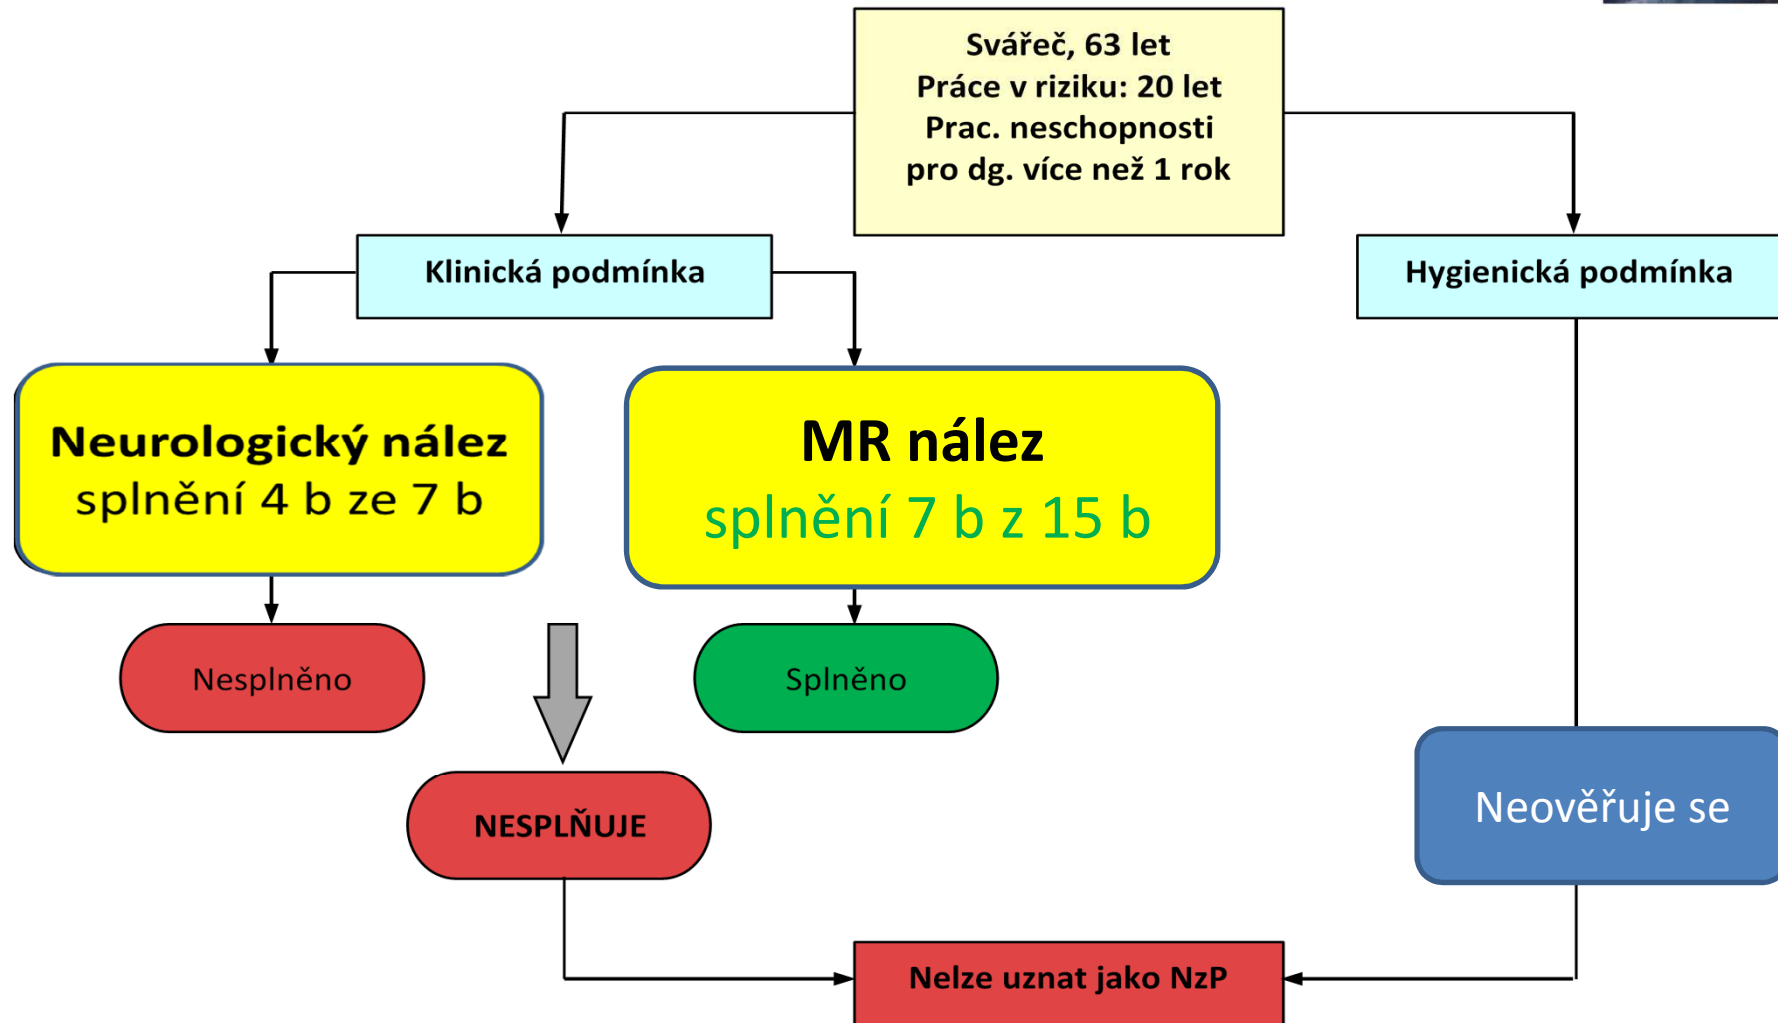 Svářeč, 63 let
Práce v riziku: 20 let
Prac. neschopnosti
pro dg. více než 1 rok
Klinická podmínka
Hygienická podmínka
Neurologický nález
splnění 4 b ze 7 b
MR nález
splnění 7 b z 15 b
Nesplněno
Splněno
NESPLŇUJE
Neověřuje se
Nelze uznat jako NzP